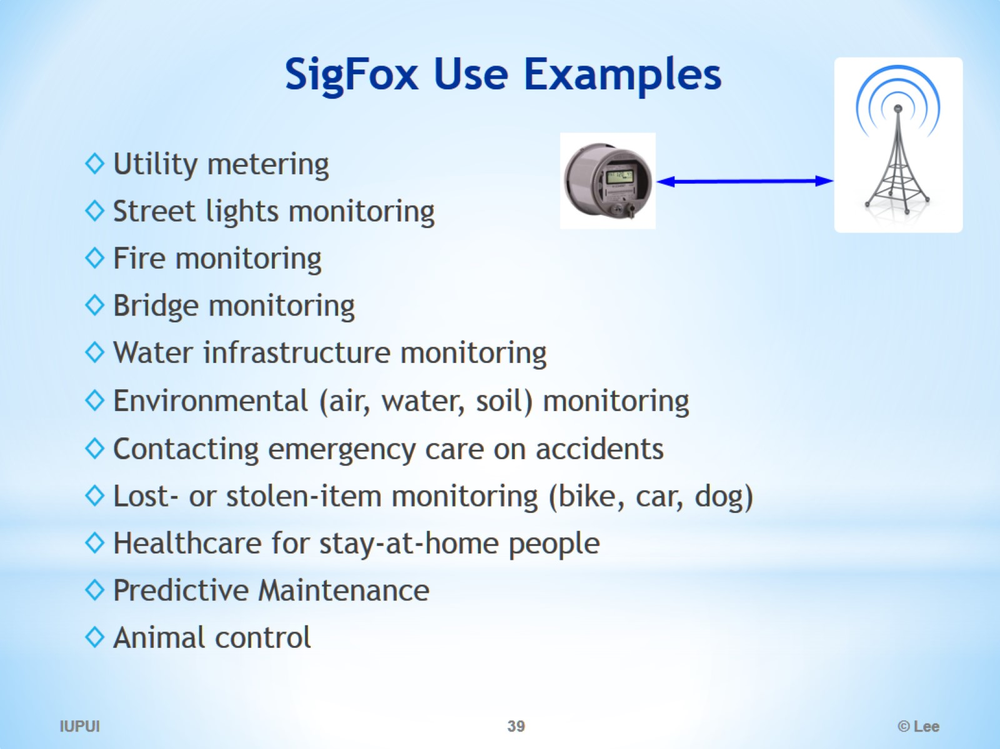 SigFox Use Examples
◇ Utility metering
◇ Street lights monitoring
◇ Fire monitoring
◇ Bridge monitoring
◇ Water infrastructure monitoring
◇ Environmental (air, water, soil) monitoring
◇ Contacting emergency care on accidents
◇ Lost- or stolen-item monitoring (bike, car, dog)
◇ Healthcare for stay-at-home people
◇ Predictive Maintenance
◇ Animal control
IUPUI 39 © Lee